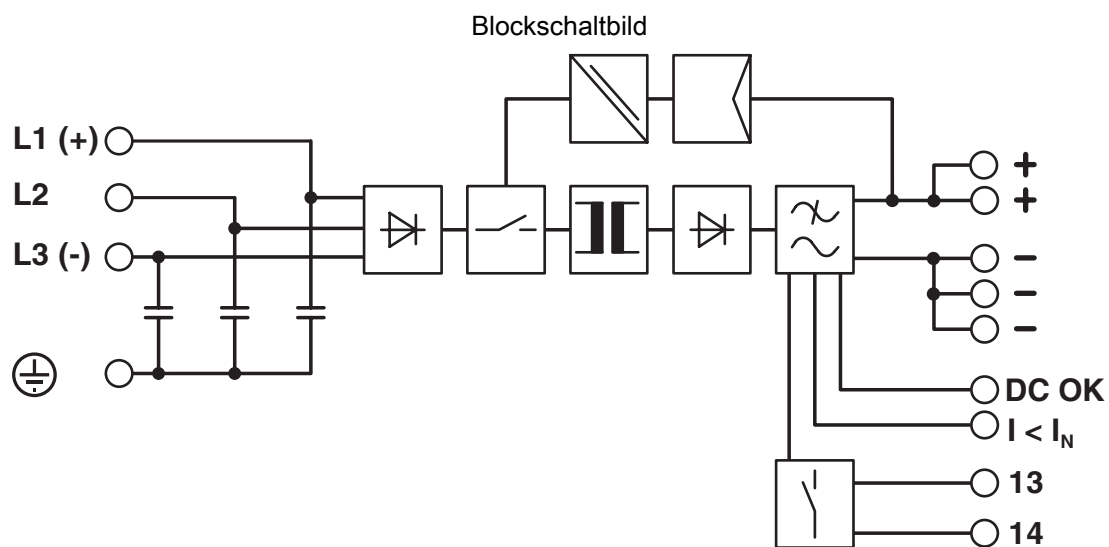 Blockschaltbild
L1 (+)
L2
L3 (-)
+
+
−
−
−
DC OK
I < IN
13
14